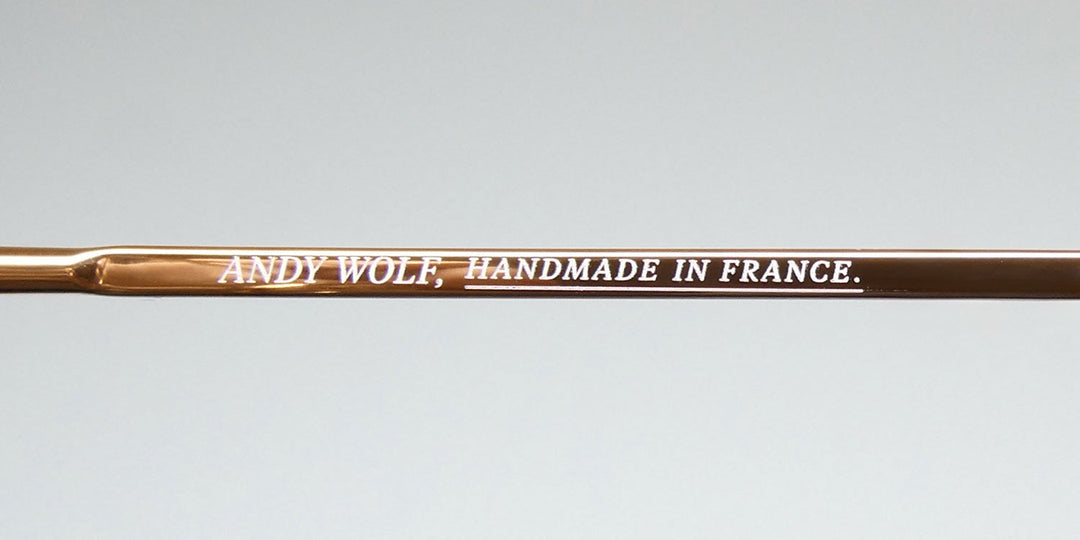 ANDY WOLF, HANDMADE IN FRANCE.